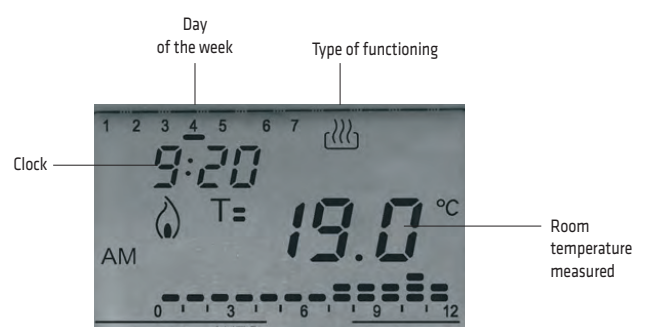 Day
of the week
Type of functioning
1 2 3 4 5 6 7
Clock
9:20
T=
19.0 °C
Room
temperature
measured
AM
0 3 6 9 12